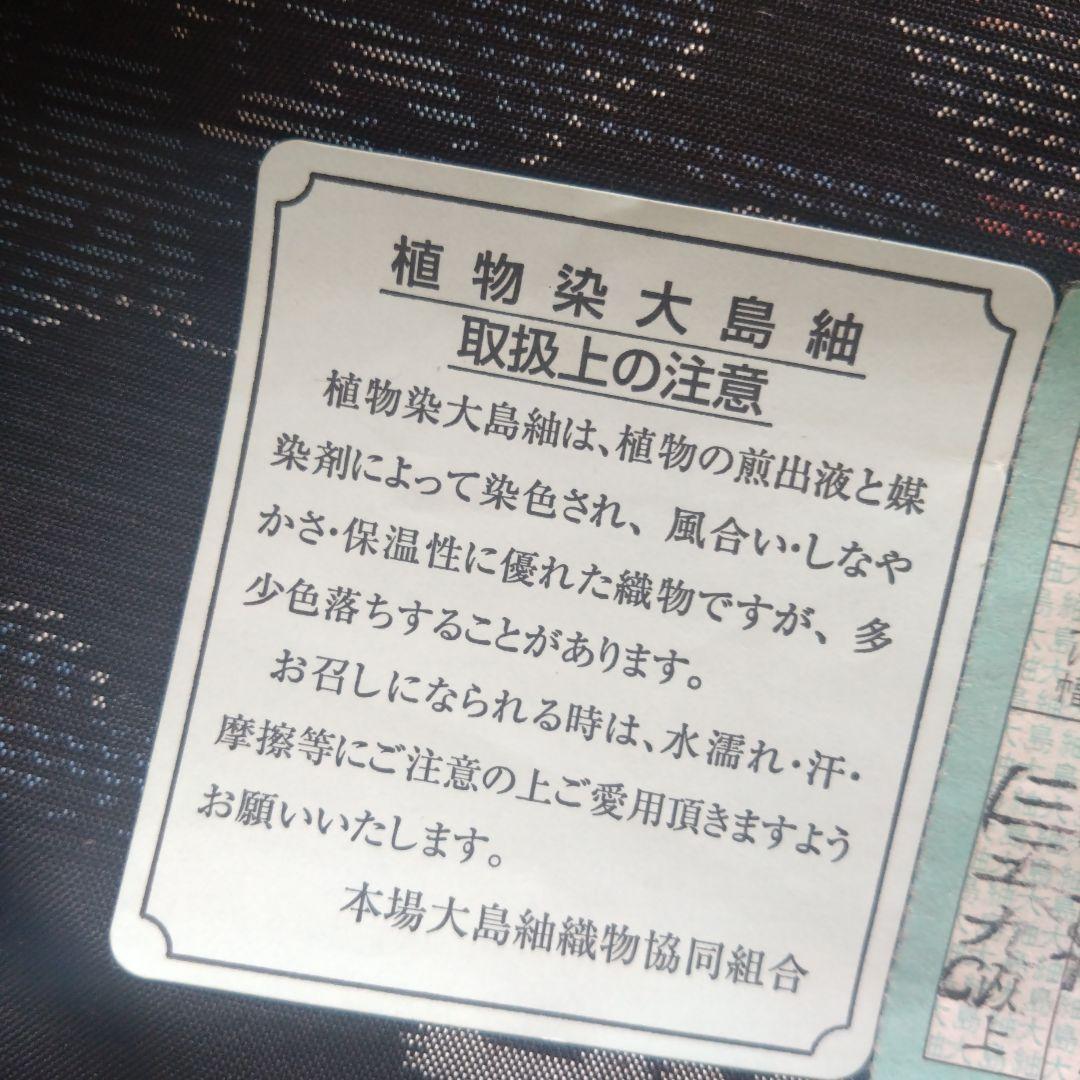 植物染大島紬
取扱上の注意
植物染大島紬は、植物の煎出液と媒
染剤によって染色され、風合い・しなや
かさ・保温性に優れた織物ですが、多
少色落ちすることがあります。
お召しになられる時は、水濡れ・汗・
摩擦等にご注意の上ご愛用頂きますよう
お願いいたします。
本場大島紬織物協同組合
以上